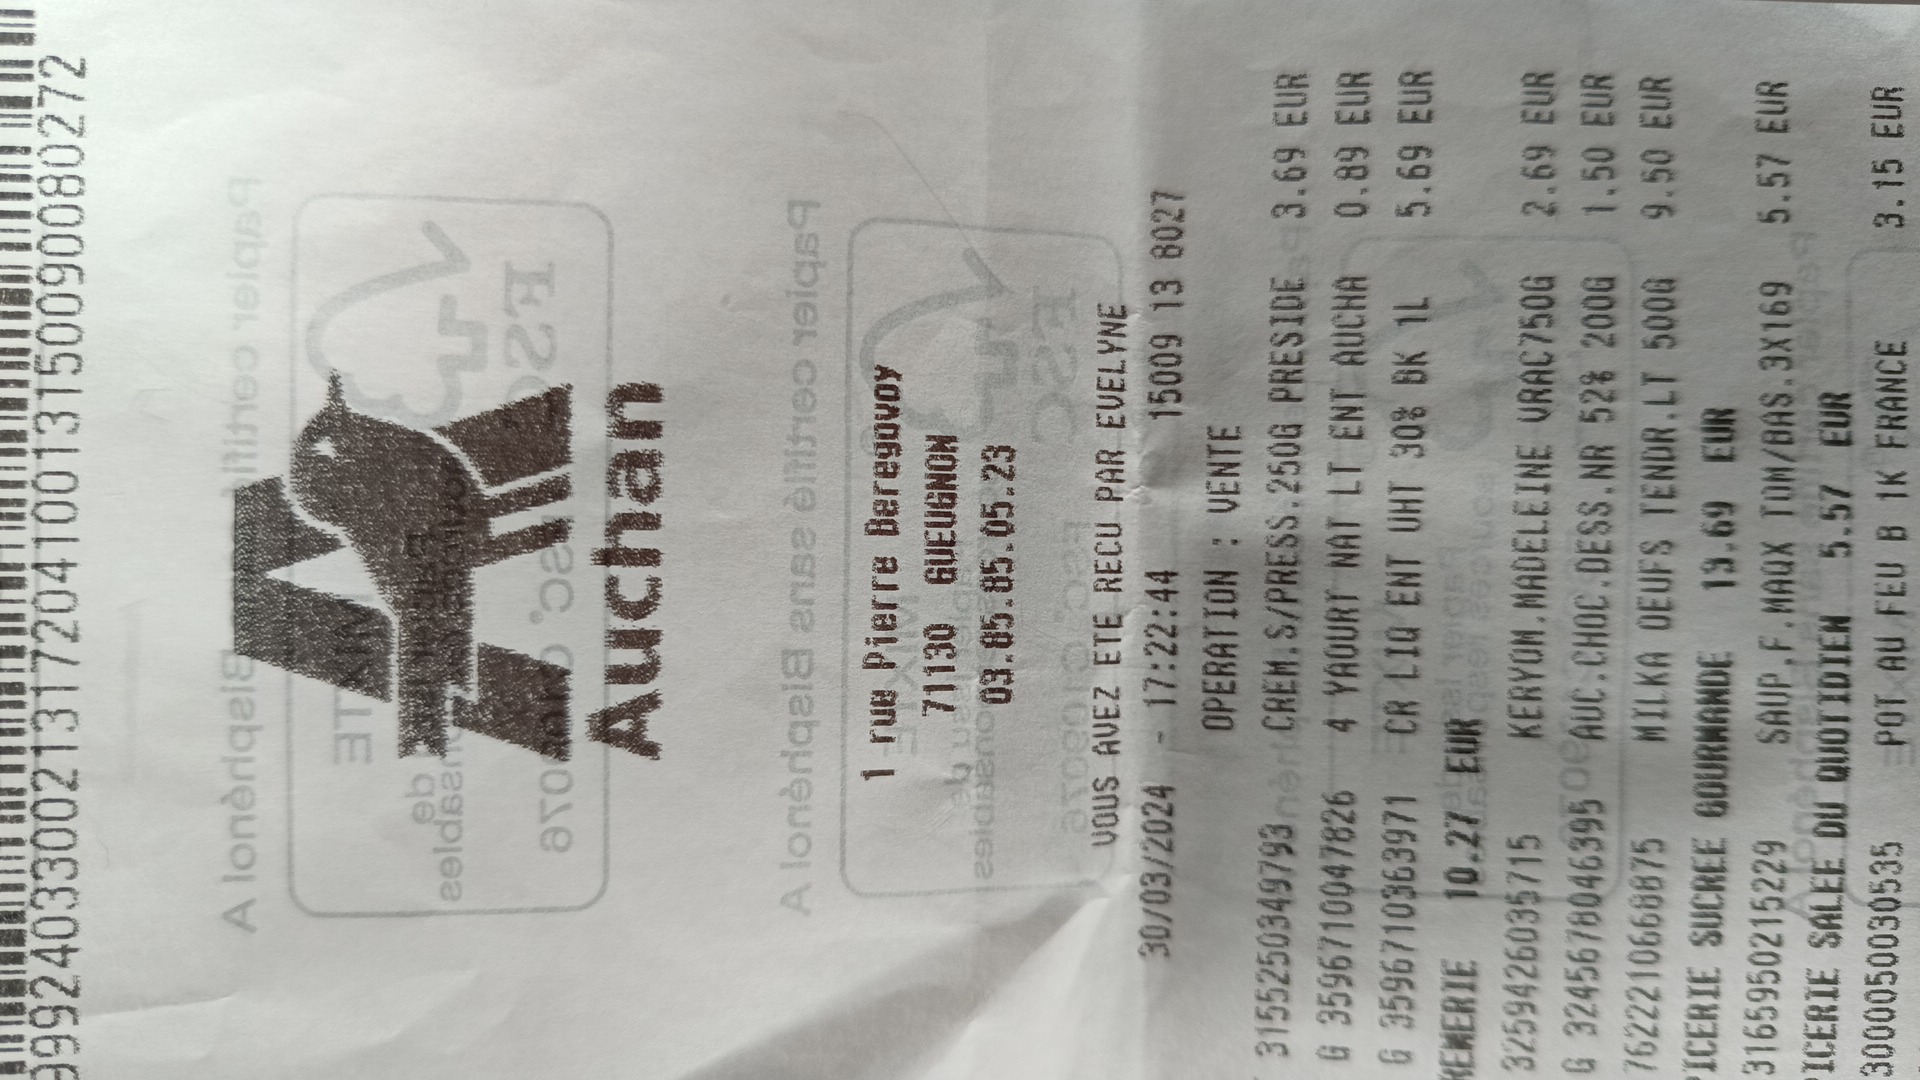 99924033002131720410013150090080272
Auchan
1 rue Pierre Beregovoy
71130 GUEUGNON
03.85.85.05.23
VOUS AVEZ ETE RECU PAR EVELYNE
30/03/2024 - 17:22:44 15009 13 8027
OPERATION : VENTE
3155250349793 CREM.S/PRESS.250G PRESIDE 3.69 EUR
G 3596710047826 4 YAOURT NAT LT ENT AUCHA 0.89 EUR
G 3596710363971 CR LIQ ENT UHT 30% BK 1L 5.69 EUR
REMERIE 10.27 EUR
3259426035715 KERYUM.MADELEINE VRAC750G 2.69 EUR
G 3245678046395 AUC.CHOC.DESS.NR 52% 200G 1.50 EUR
7622210668875 MILKA OEUFS TENDR.LT 500G 9.50 EUR
PICERIE SUCREE GOURMANDE 13.69 EUR
3165950215229 SAUP.F.MAQX TOM/BAS.3X169 5.57 EUR
PICERIE SALEE DU QUOTIDIEN 5.57 EUR
3000050030535 POT AU FEU B 1K FRANCE 3.15 EUR
Papier certifié sans Bisphénol A